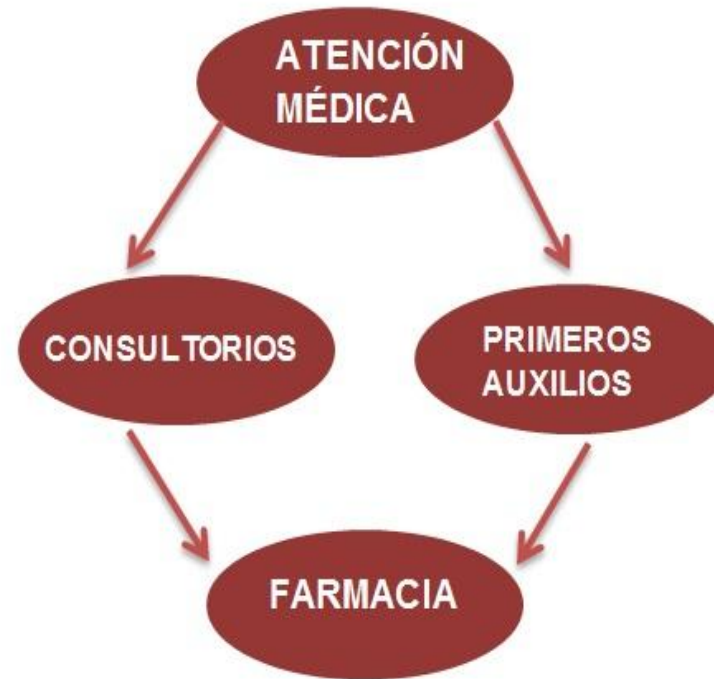 ATENCIÓN
MÉDICA
CONSULTORIOS
PRIMEROS
AUXILIOS
FARMACIA